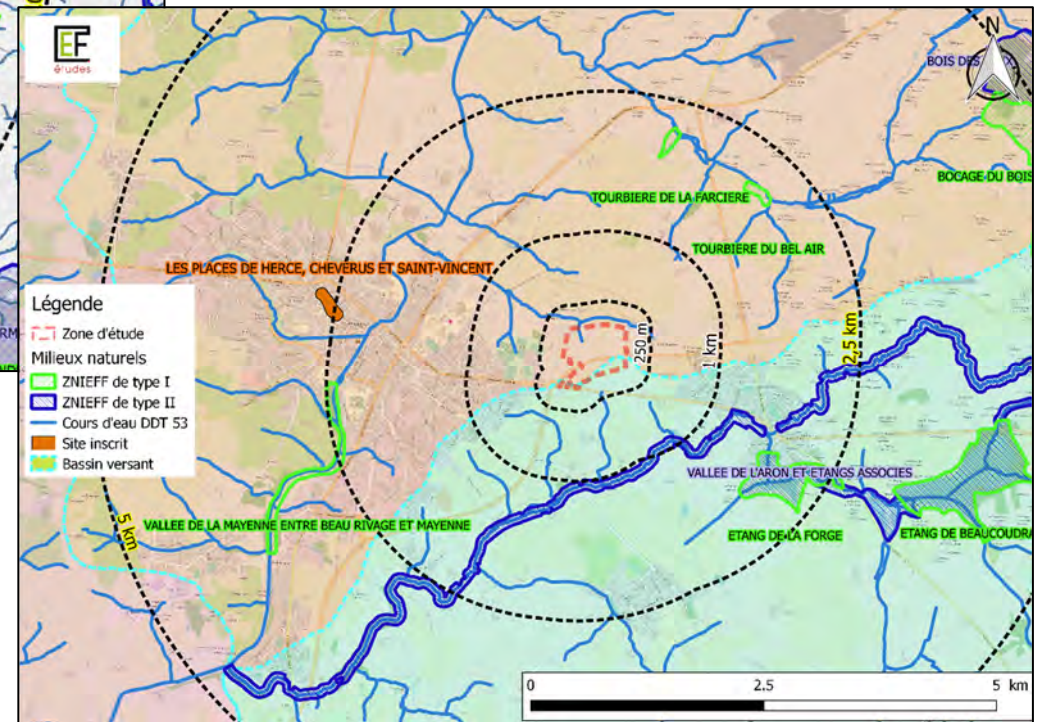 EF
études
N
BOIS DES
BOCAGE DU BOIS
TOURBIERE DE LA FARCIERE
TOURBIERE DU BEL AIR
LES PLACES DE HERCE, CHEVERUS ET SAINT-VINCENT
Légende
Zone d'étude
Milieux naturels
ZNIEFF de type I
ZNIEFF de type II
Cours d'eau DDT 53
Site inscrit
Bassin versant
250 m
1 km
2,5 km
5 km
VALLEE DE L'ARON ET ETANGS ASSOCIES
VALLEE DE LA MAYENNE ENTRE BEAU RIVAGE ET MAYENNE
ETANG DE LA FORGE
ETANG DE BEAUCOUDRA
0 2.5 5 km